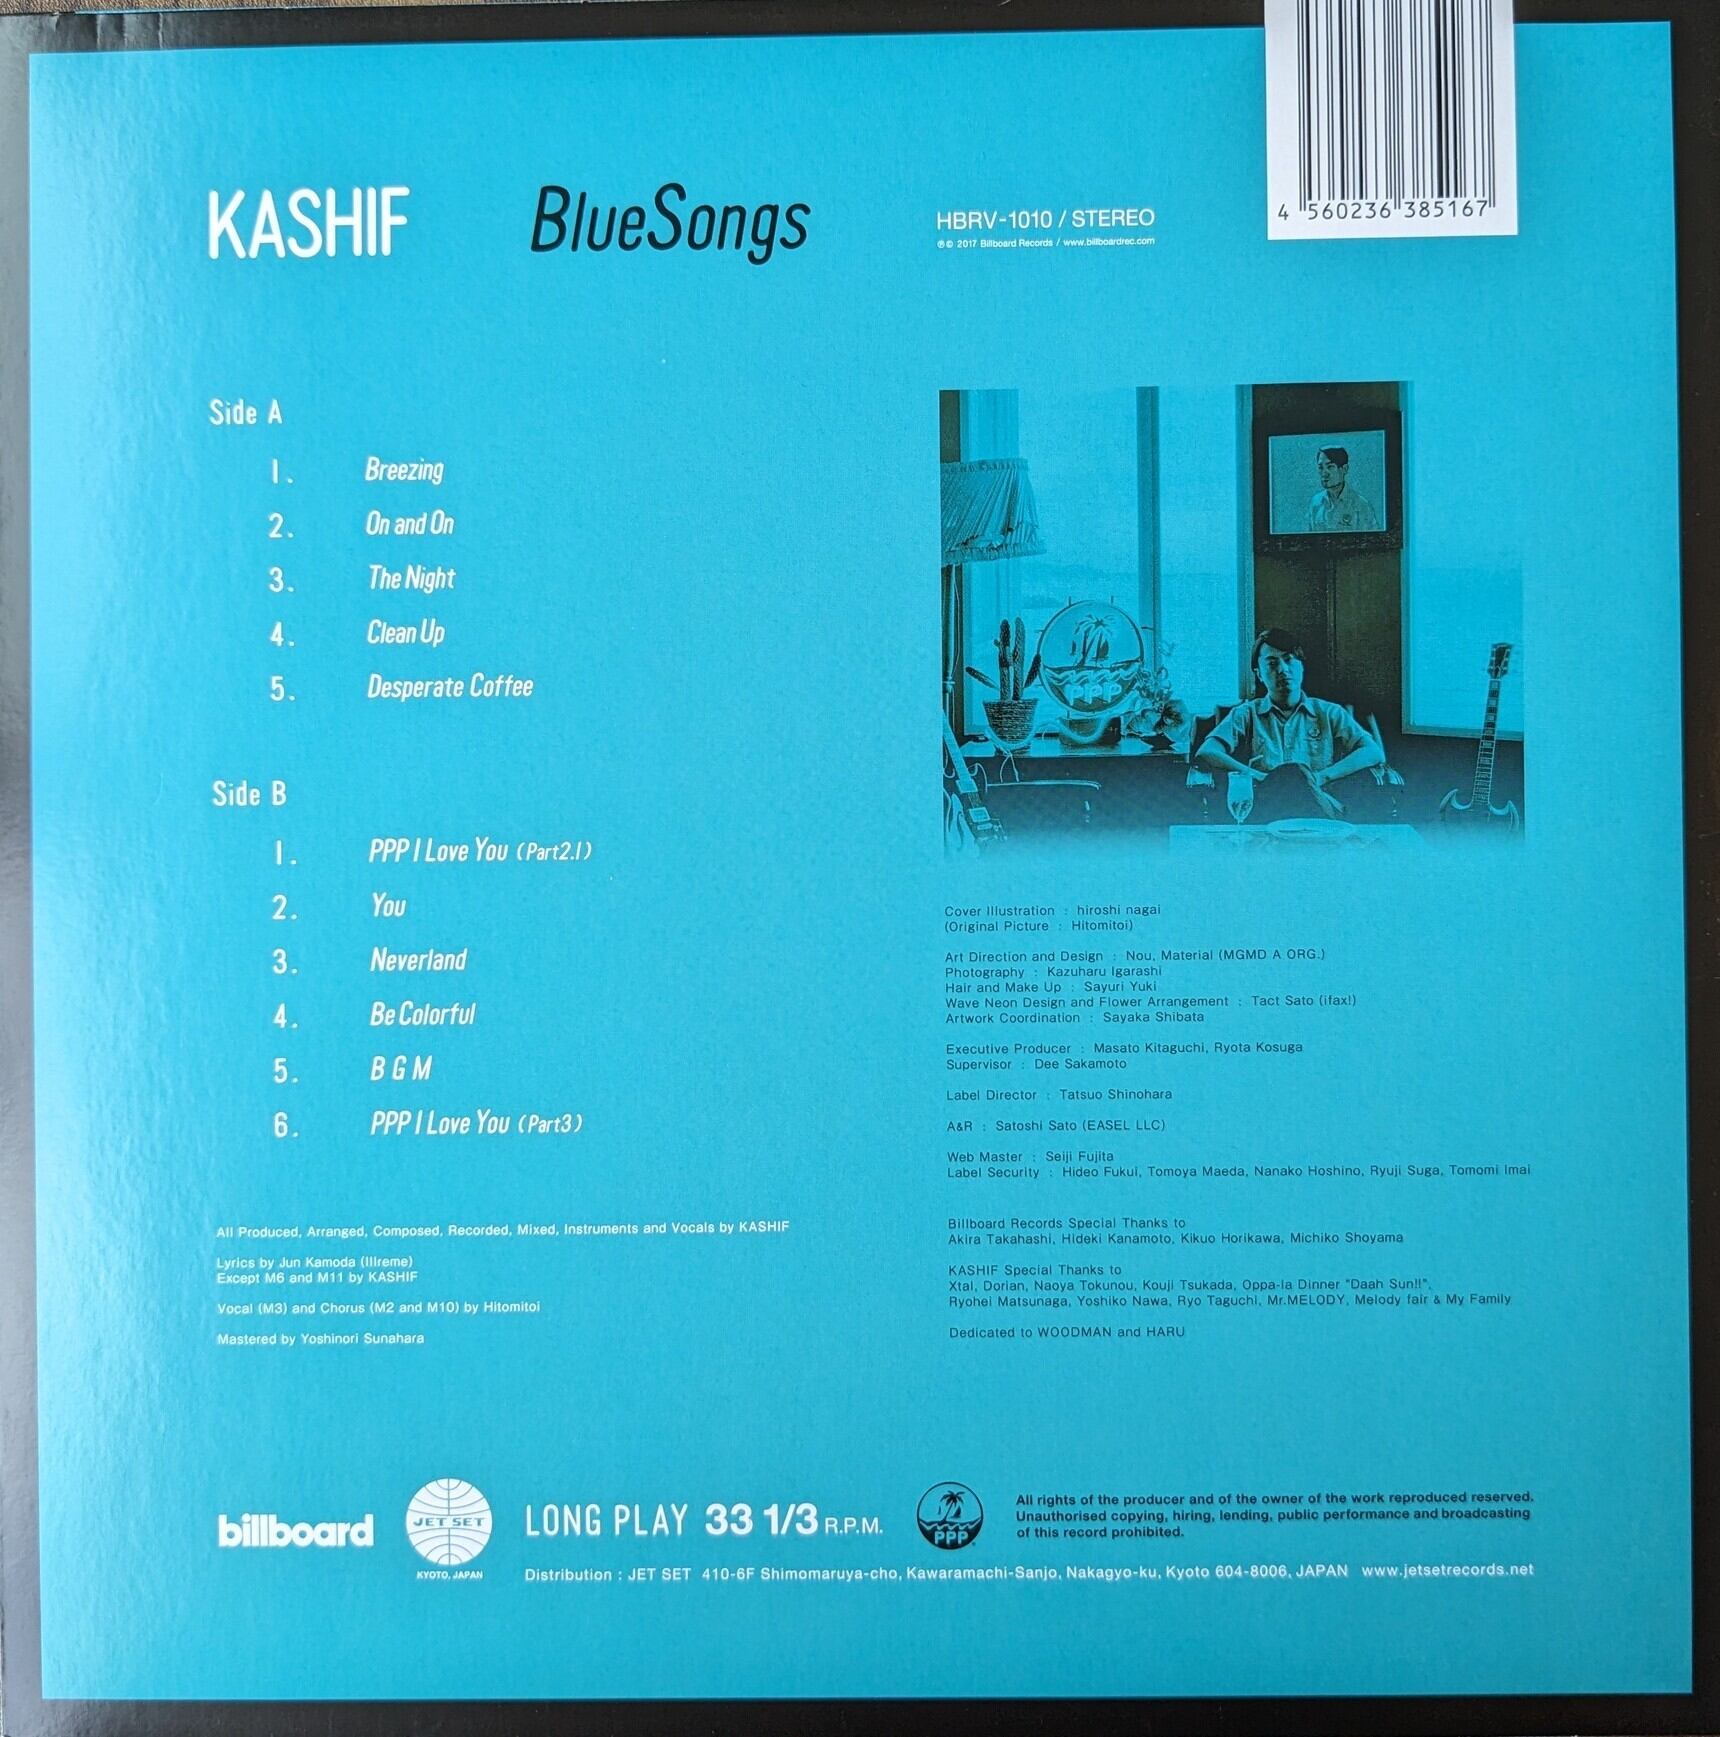 KASHIF
BlueSongs
HBRV-1010 / STEREO
℗© 2017 Billboard Records / www.billboardrec.com
4 560236 385167
Side A
1. Breezing
2. On and On
3. The Night
4. Clean Up
5. Desperate Coffee
Side B
1. PPP I Love You (Part2.1)
2. You
3. Neverland
4. Be Colorful
5. B G M
6. PPP I Love You (Part3)
All Produced, Arranged, Composed, Recorded, Mixed, Instruments and Vocals by KASHIF
Lyrics by Jun Kamoda (Illreme)
Except M6 and M11 by KASHIF
Vocal (M3) and Chorus (M2 and M10) by Hitomitoi
Mastered by Yoshinori Sunahara
PPP
Cover Illustration : hiroshi nagai
(Original Picture : Hitomitoi)
Art Direction and Design : Nou, Material (MGMD A ORG.)
Photography : Kazuharu Igarashi
Hair and Make Up : Sayuri Yuki
Wave Neon Design and Flower Arrangement : Tact Sato (ifax!)
Artwork Coordination : Sayaka Shibata
Executive Producer : Masato Kitaguchi, Ryota Kosuga
Supervisor : Dee Sakamoto
Label Director : Tatsuo Shinohara
A&R : Satoshi Sato (EASEL LLC)
Web Master : Seiji Fujita
Label Security : Hideo Fukui, Tomoya Maeda, Nanako Hoshino, Ryuji Suga, Tomomi Imai
Billboard Records Special Thanks to
Akira Takahashi, Hideki Kanamoto, Kikuo Horikawa, Michiko Shoyama
KASHIF Special Thanks to
Xtal, Dorian, Naoya Tokunou, Kouji Tsukada, Oppa-la Dinner "Daah Sun!!",
Ryohei Matsunaga, Yoshiko Nawa, Ryo Taguchi, Mr.MELODY, Melody fair & My Family
Dedicated to WOODMAN and HARU
billboard
JET SET
KYOTO, JAPAN
LONG PLAY 33 1/3 R.P.M.
PPP
All rights of the producer and of the owner of the work reproduced reserved.
Unauthorised copying, hiring, lending, public performance and broadcasting
of this record prohibited.
Distribution : JET SET 410-6F Shimomaruya-cho, Kawaramachi-Sanjo, Nakagyo-ku, Kyoto 604-8006, JAPAN www.jetsetrecords.net